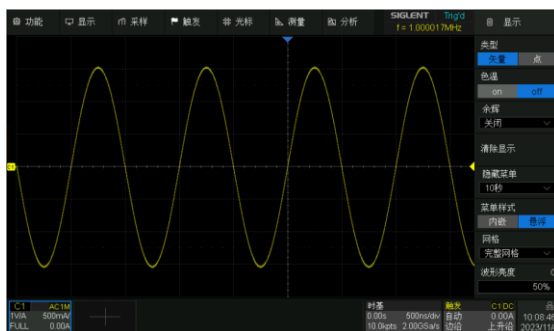 功能 显示 采样 触发 光标 测量 分析 SIGLENT Trig'd
f = 1.000017MHz
显示
类型
矢量 点
色温
on off
余辉
关闭
清除显示
隐藏菜单
10秒
菜单样式
内嵌 悬浮
网格
完整网格
波形亮度
50%
C1
C1 AC1M
1V/A 500mA/
FULL 0.00A
时基
0.00s 500ns/div
10.0kpts 2.00GSa/s
触发 C1 DC
自动 0.00A
边沿 上升沿
10:08:46